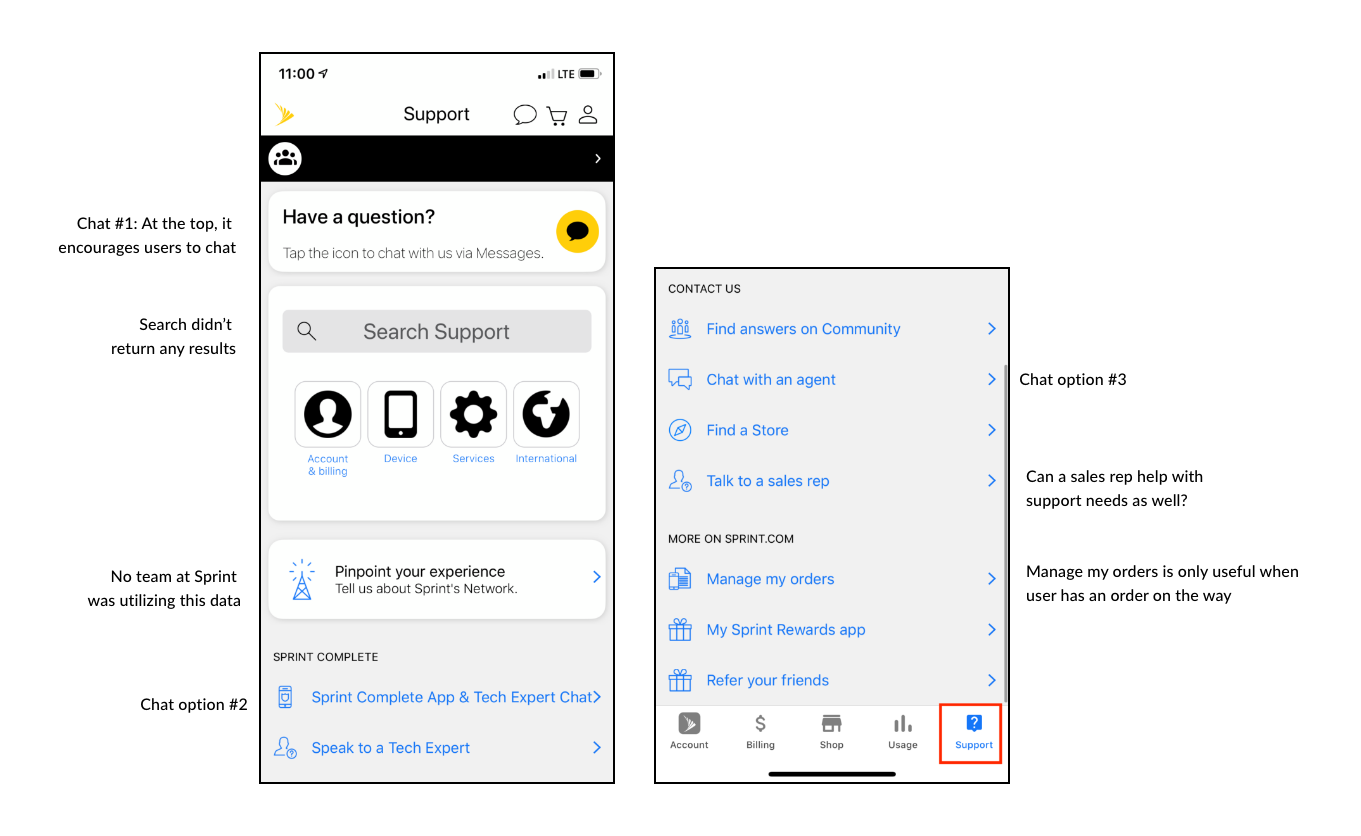 11:00
LTE
Support
Chat #1: At the top, it
encourages users to chat
Have a question?
Tap the icon to chat with us via Messages.
Search didn't
return any results
Search Support
Account
& billing
Device
Services
International
No team at Sprint
was utilizing this data
Pinpoint your experience
Tell us about Sprint's Network.
SPRINT COMPLETE
Chat option #2
Sprint Complete App & Tech Expert Chat
Speak to a Tech Expert
CONTACT US
Find answers on Community
Chat with an agent
Chat option #3
Find a Store
Talk to a sales rep
Can a sales rep help with
support needs as well?
MORE ON SPRINT.COM
Manage my orders
Manage my orders is only useful when
user has an order on the way
My Sprint Rewards app
Refer your friends
Account
Billing
Shop
Usage
Support